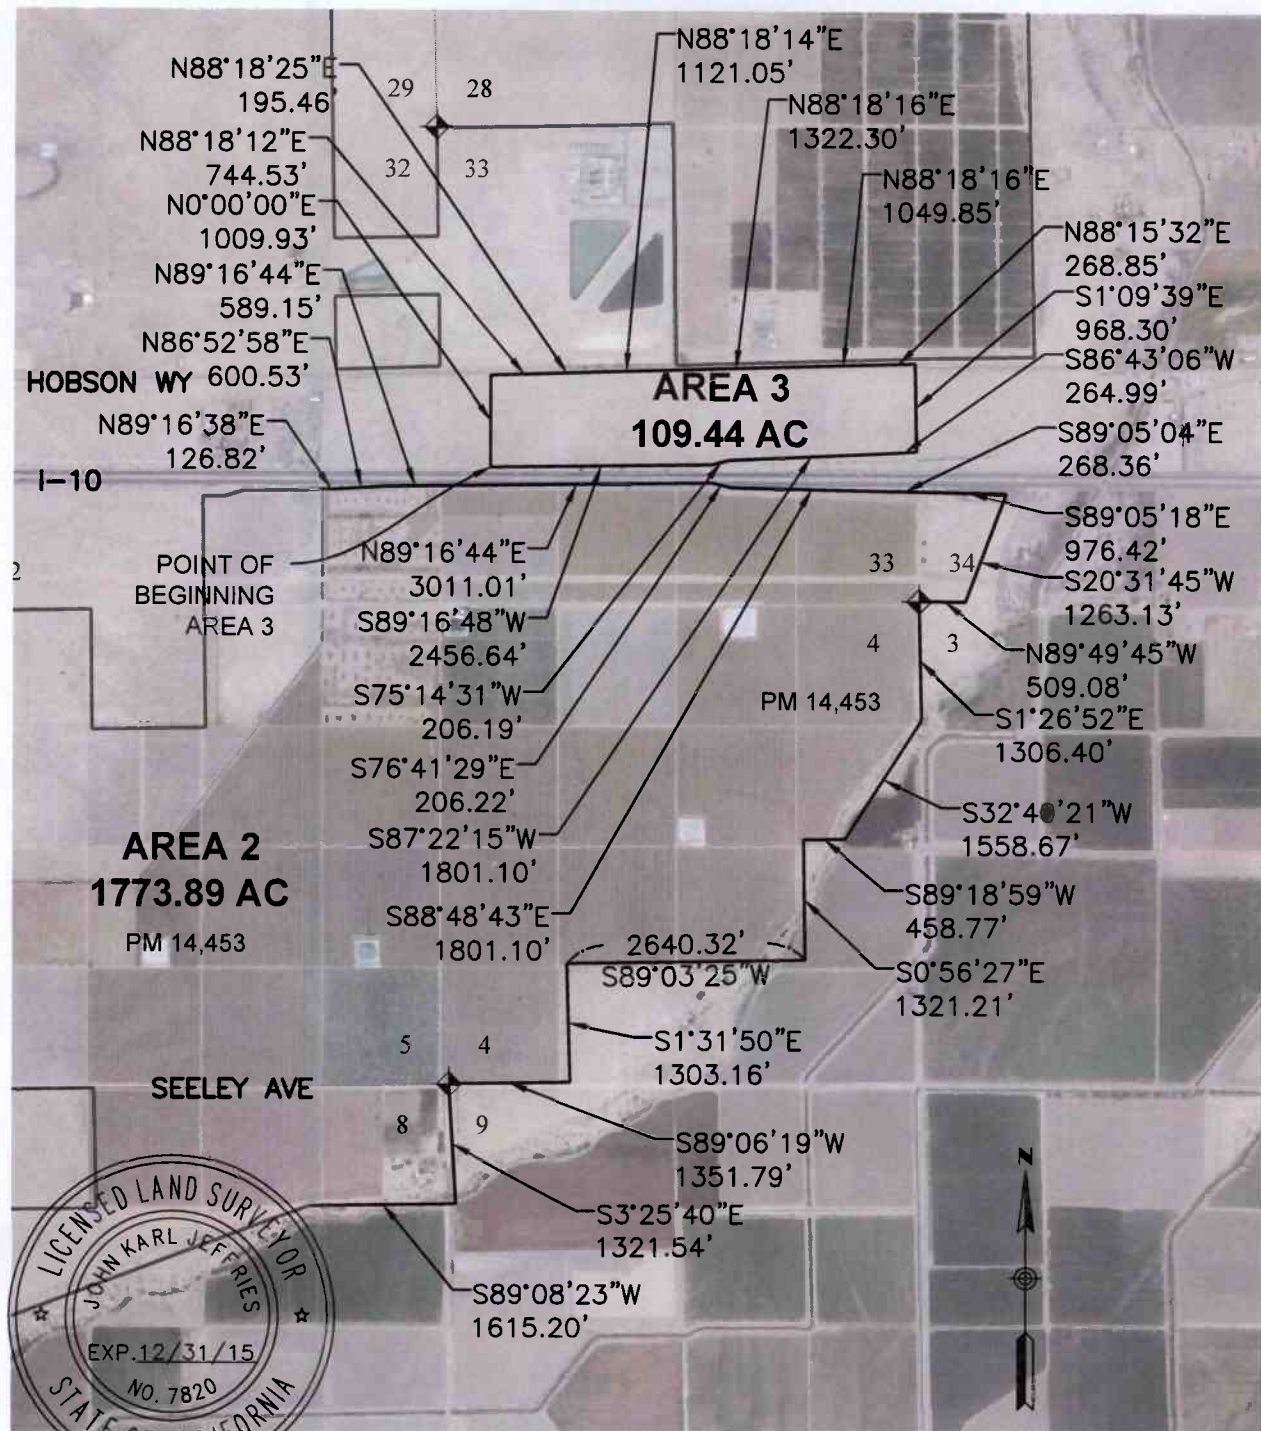 N88°18'25"E
195.46
N88°18'12"E
744.53'
N0°00'00"E
1009.93'
N89°16'44"E
589.15'
N86°52'58"E
600.53'
HOBSON WY
N89°16'38"E
126.82'
I-10
29
28
32
33
N88°18'14"E
1121.05'
N88°18'16"E
1322.30'
N88°18'16"E
1049.85'
N88°15'32"E
268.85'
S1°09'39"E
968.30'
S86°43'06"W
264.99'
S89°05'04"E
268.36'
AREA 3
109.44 AC
S89°05'18"E
976.42'
S20°31'45"W
1263.13'
N89°49'45"W
509.08'
S1°26'52"E
1306.40'
2
POINT OF
BEGINNING
AREA 3
N89°16'44"E
3011.01'
S89°16'48"W
2456.64'
S75°14'31"W
206.19'
S76°41'29"E
206.22'
S87°22'15"W
1801.10'
S88°48'43"E
1801.10'
33
34
4
3
PM 14,453
S32°40'21"W
1558.67'
S89°18'59"W
458.77'
S0°56'27"E
1321.21'
AREA 2
1773.89 AC
PM 14,453
2640.32'
S89°03'25"W
S1°31'50"E
1303.16'
5
4
SEELEY AVE
8
9
S89°06'19"W
1351.79'
S3°25'40"E
1321.54'
S89°08'23"W
1615.20'
N
LICENSED LAND SURVEYOR
JOHN KARL JEFFRIES
EXP. 12/31/15
NO. 7820
STATE OF CALIFORNIA